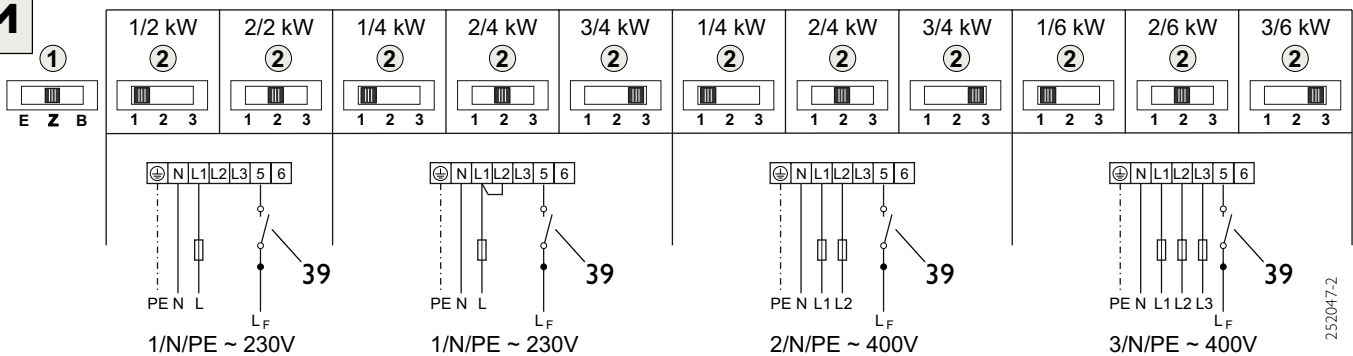 1/2 kW 2/2 kW 1/4 kW 2/4 kW 3/4 kW 1/4 kW 2/4 kW 3/4 kW 1/6 kW 2/6 kW 3/6 kW
1 2 2 2 2 2 2 2 2 2 2 2
E Z B 1 2 3 1 2 3 1 2 3 1 2 3 1 2 3 1 2 3 1 2 3 1 2 3 1 2 3 1 2 3 1 2 3
N L1 L2 L3 5 6 N L1 L2 L3 5 6 N L1 L2 L3 5 6 N L1 L2 L3 5 6
39 39 39 39
PE N L PE N L PE N L1 L2 PE N L1 L2 L3
LF LF LF LF
1/N/PE ~ 230V 1/N/PE ~ 230V 2/N/PE ~ 400V 3/N/PE ~ 400V
252047-2